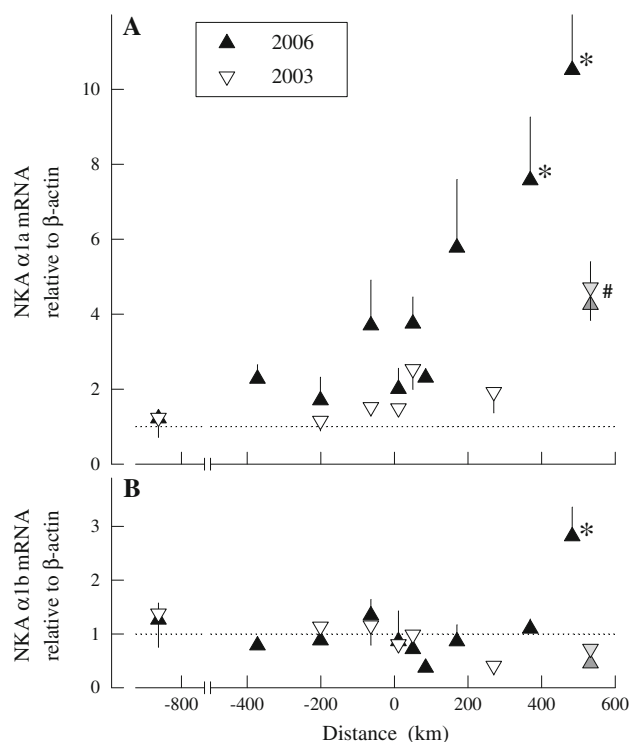 A
2006
2003
10
8
6
4
2
0
NKA α1a mRNA
relative to β-actin
*
*
#
B
3
2
1
0
NKA α1b mRNA
relative to β-actin
*
-800 -400 -200 0 200 400 600
Distance (km)